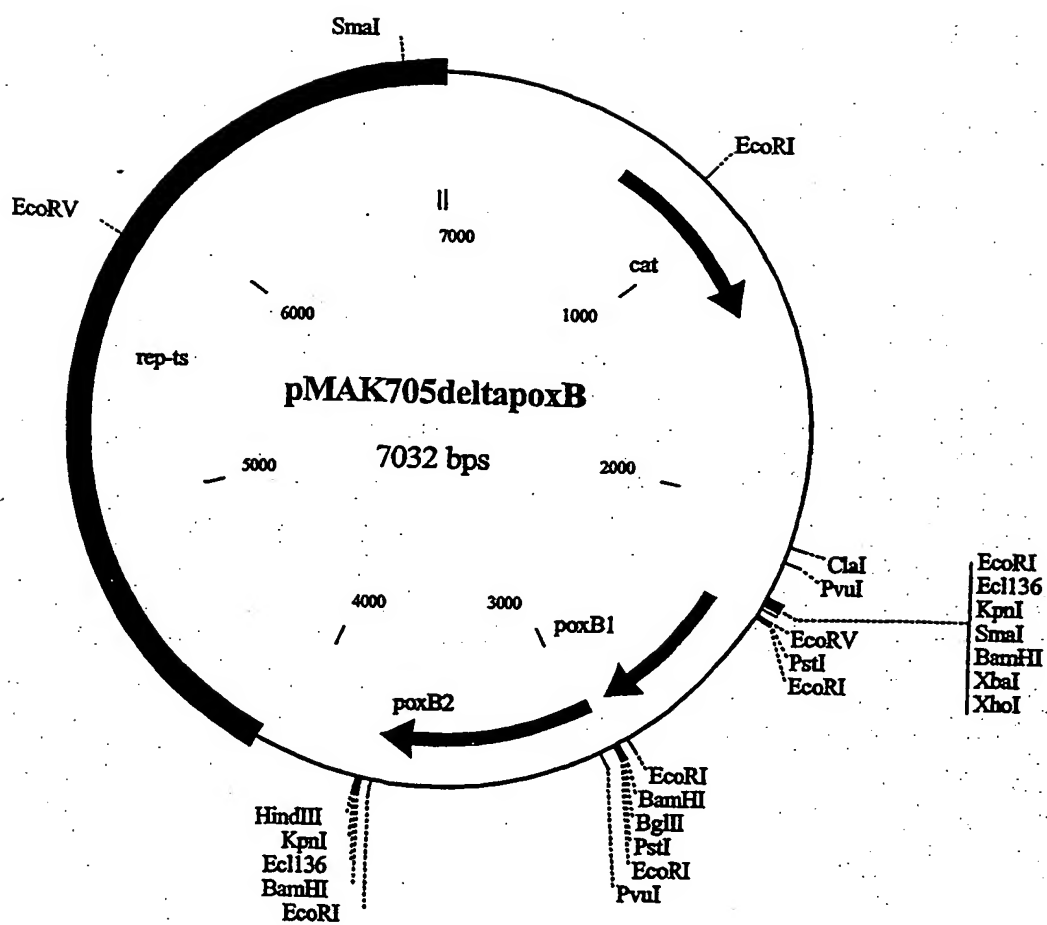 SmaI
EcoRI
EcoRV
7000
cat
6000
1000
rep-ts
pMAK705deltapoxB
7032 bps
5000
2000
ClaI
PvuI
EcoRI
Ecl136
KpnI
SmaI
BamHI
XbaI
XhoI
4000
3000
poxB1
EcoRV
PstI
EcoRI
poxB2
EcoRI
BamHI
BglII
PstI
EcoRI
PvuI
HindIII
KpnI
Ecl136
BamHI
EcoRI